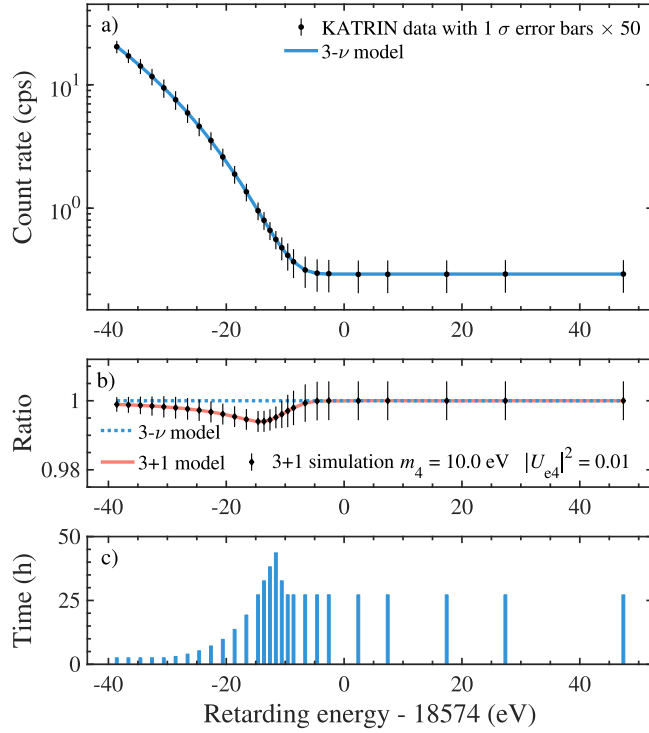 a)
KATRIN data with 1 σ error bars × 50
3-ν model
Count rate (cps)
10¹
10⁰
-40 -20 0 20 40
b)
Ratio
1
0.98
3-ν model
3+1 model
3+1 simulation m₄ = 10.0 eV |Uₑ₄|² = 0.01
-40 -20 0 20 40
c)
Time (h)
50
25
0
-40 -20 0 20 40
Retarding energy - 18574 (eV)